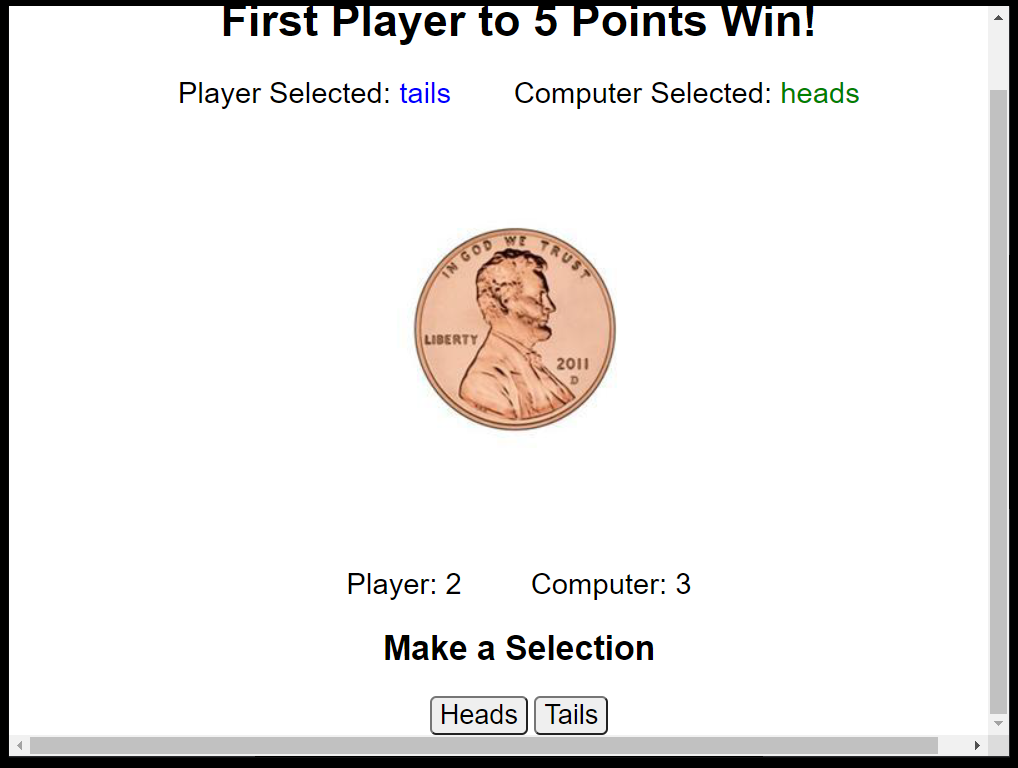 First Player to 5 Points Win!
Player Selected: tails Computer Selected: heads
IN GOD WE TRUST
LIBERTY
2011
D
Player: 2 Computer: 3
Make a Selection
Heads Tails